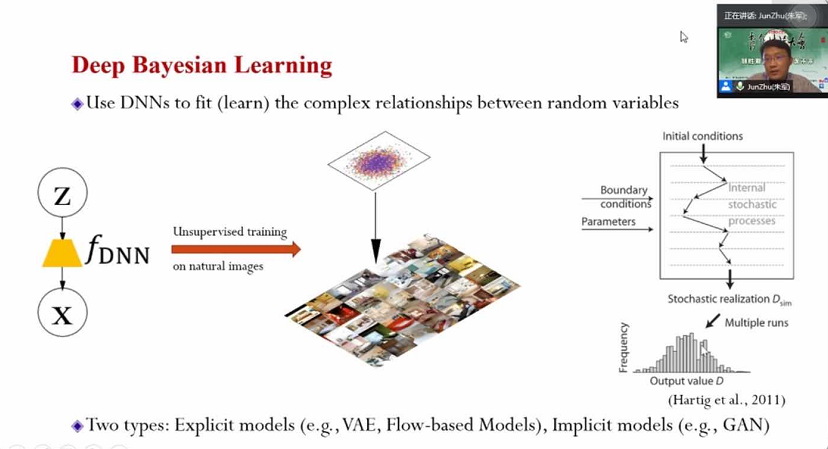 正在讲话: JunZhu(朱军);
JunZhu(朱军)
Deep Bayesian Learning
Use DNNs to fit (learn) the complex relationships between random variables
Z
fDNN
X
Unsupervised training
on natural images
Initial conditions
Boundary
conditions
Parameters
Internal
stochastic
processes
Stochastic realization Dsim
Multiple runs
Frequency
Output value D
(Hartig et al., 2011)
Two types: Explicit models (e.g., VAE, Flow-based Models), Implicit models (e.g., GAN)